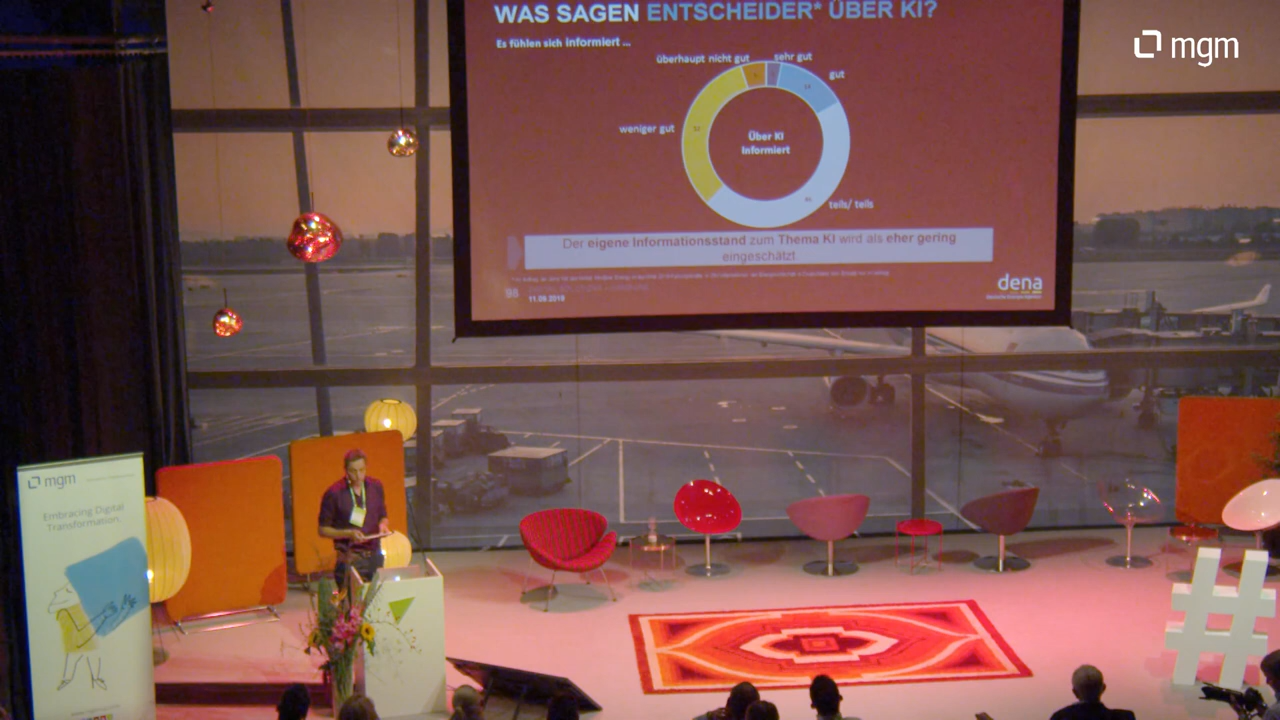 WAS SAGEN ENTSCHEIDER* ÜBER KI?
Es fühlen sich informiert ...
überhaupt nicht gut
sehr gut
gut
weniger gut
Über KI
Informiert
teils/ teils
Der eigene Informationsstand zum Thema KI wird als eher gering
eingeschätzt
98
11.09.2019
dena
mgm
mgm
Embracing Digital
Transformation.
#